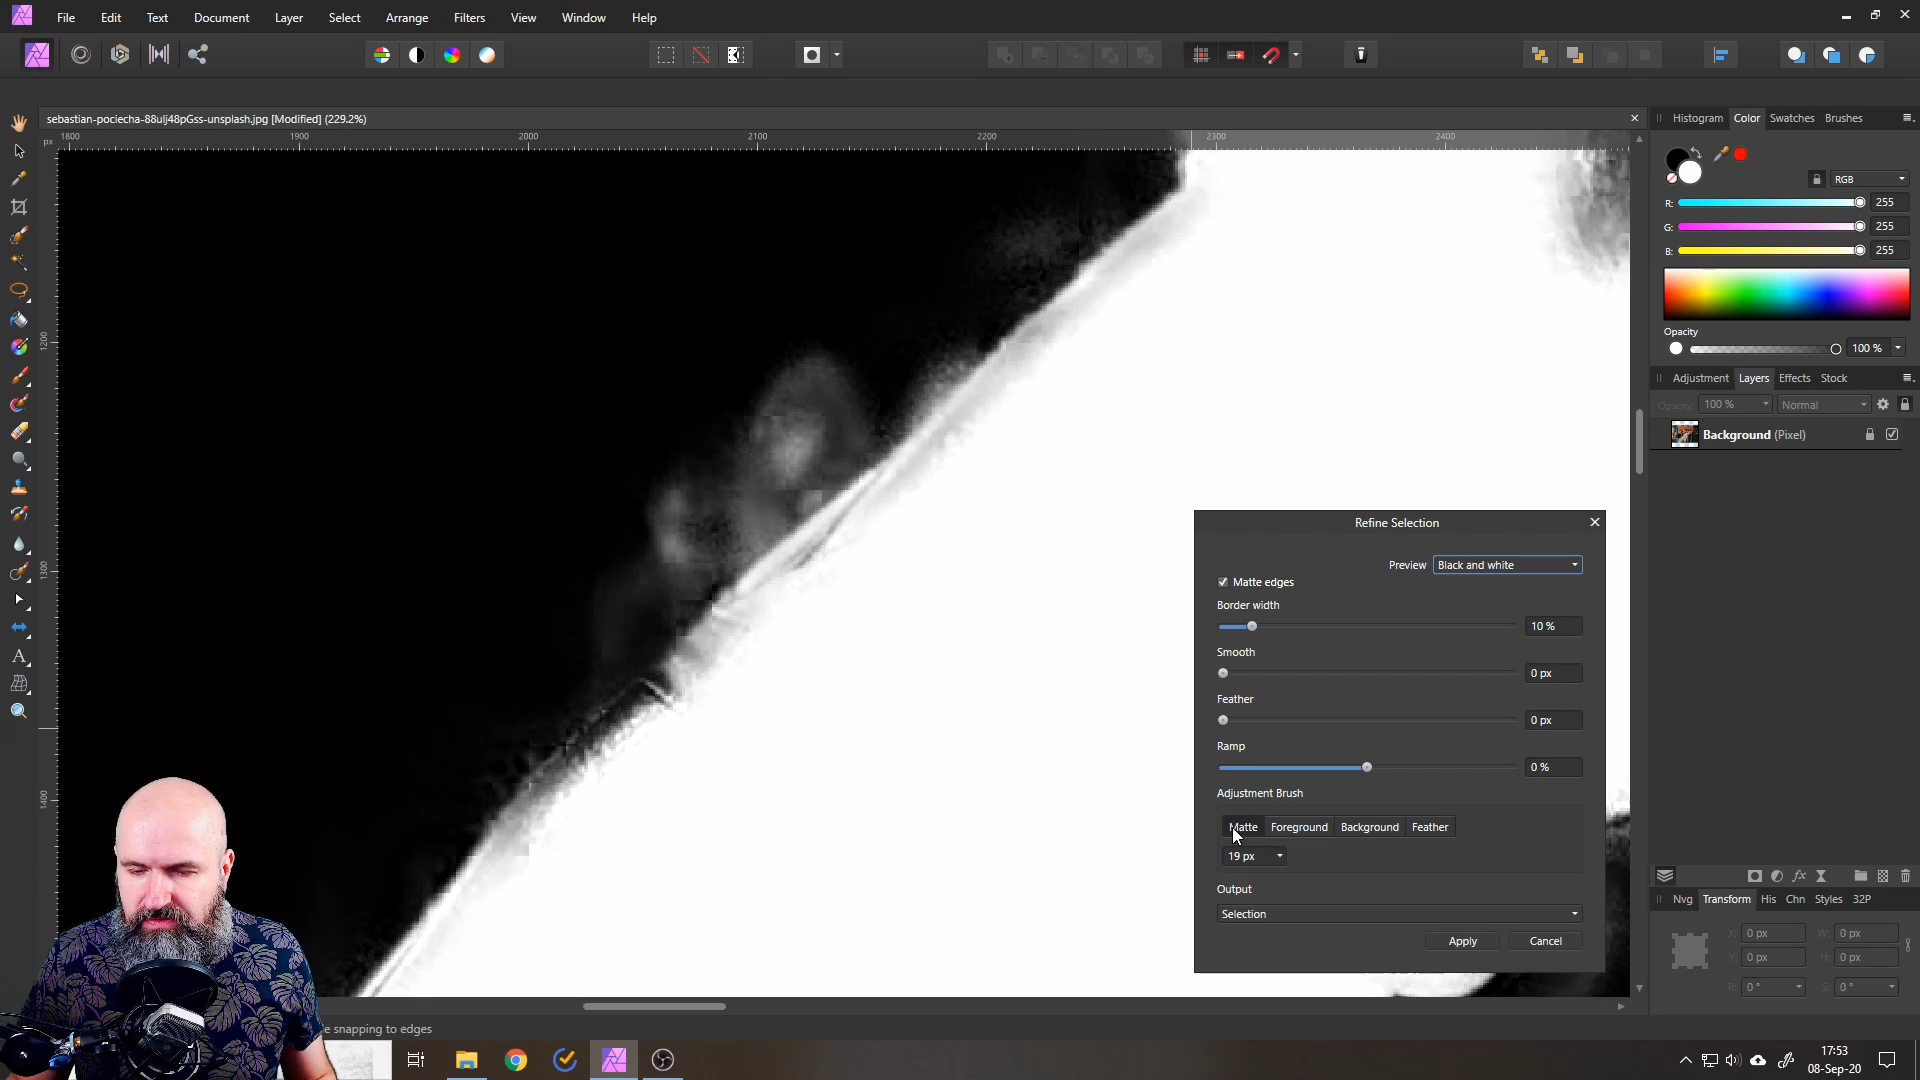 File Edit Text Document Layer Select Arrange Filters View Window Help
sebastian-pociecha-88ulj48pGss-unsplash.jpg [Modified] (229.2%)
px 1800 1900 2000 2100 2200 2300 2400
1200
1300
1400
Histogram Color Swatches Brushes
RGB
R: 255
G: 255
B: 255
Opacity
100 %
Adjustment Layers Effects Stock
Opacity: 100 % Normal
Background (Pixel)
Refine Selection
Preview Black and white
Matte edges
Border width
10 %
Smooth
0 px
Feather
0 px
Ramp
0 %
Adjustment Brush
Matte Foreground Background Feather
19 px
Output
Selection
Apply Cancel
Nvg Transform His Chn Styles 32P
X: 0 px W: 0 px
Y: 0 px H: 0 px
R: 0 ° S: 0 °
e snapping to edges
17:53
08-Sep-20